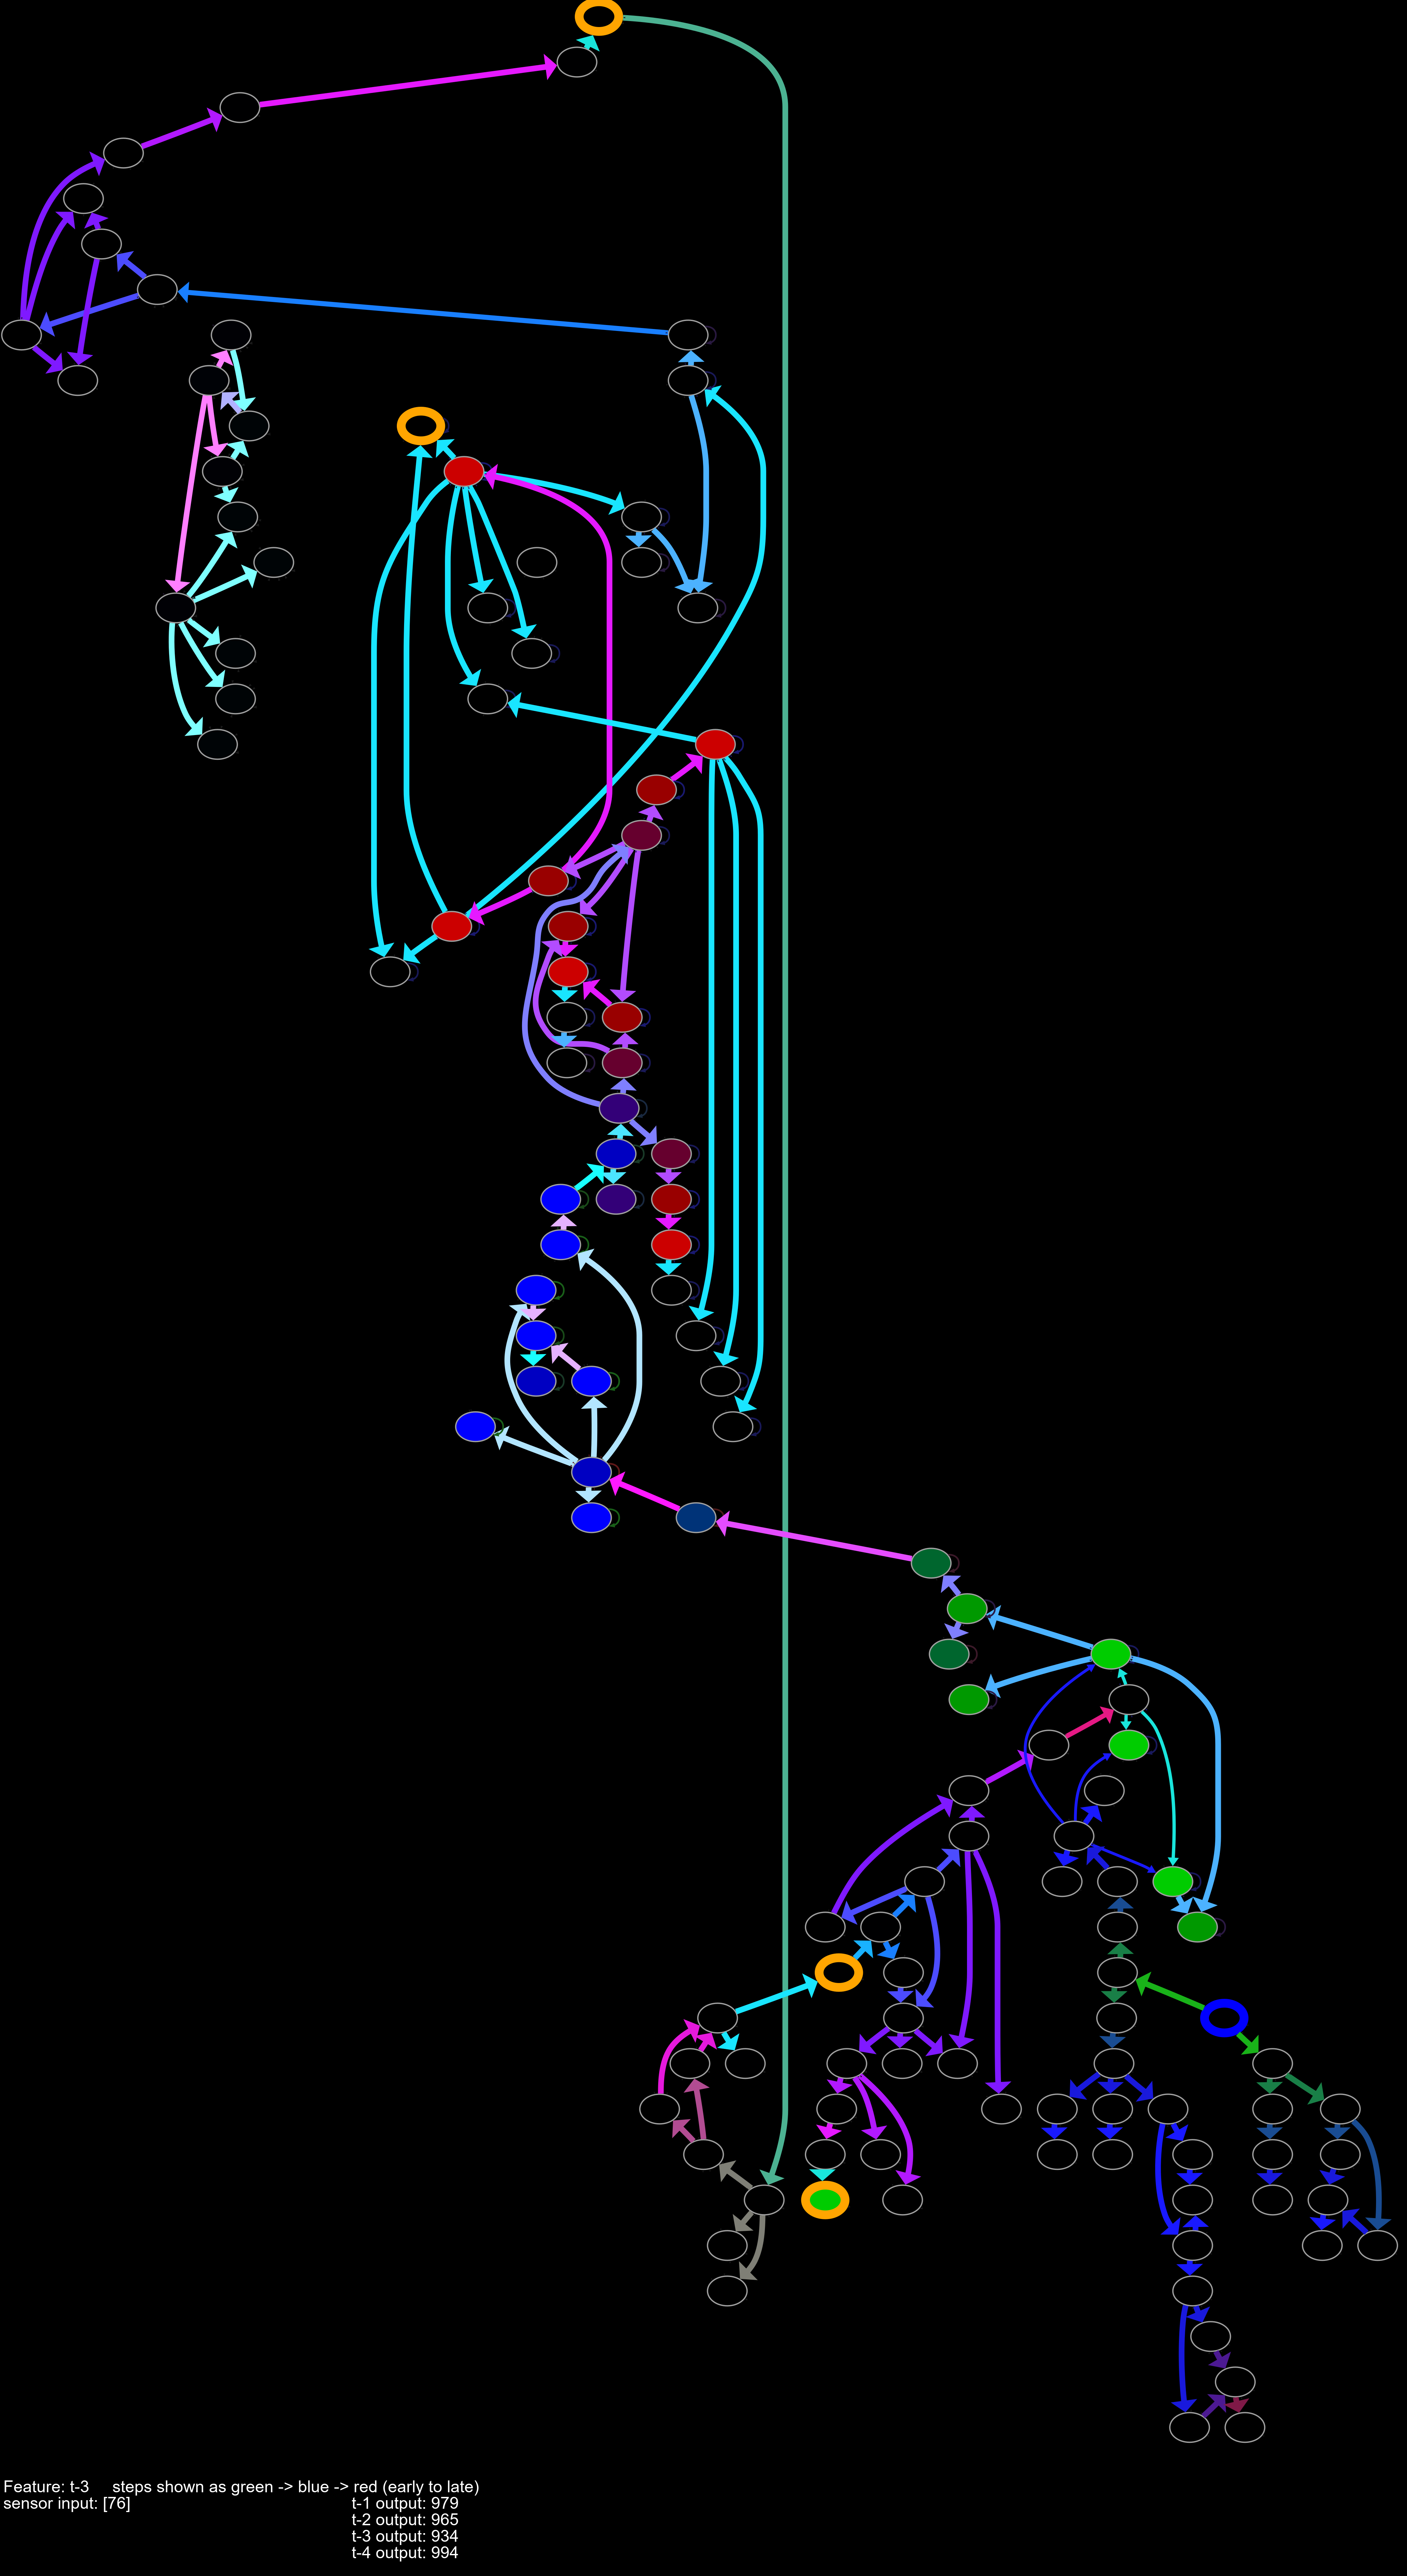 Feature: t-3 steps shown as green -> blue -> red (early to late)
sensor input: [76] t-1 output: 979
t-2 output: 965
t-3 output: 934
t-4 output: 994